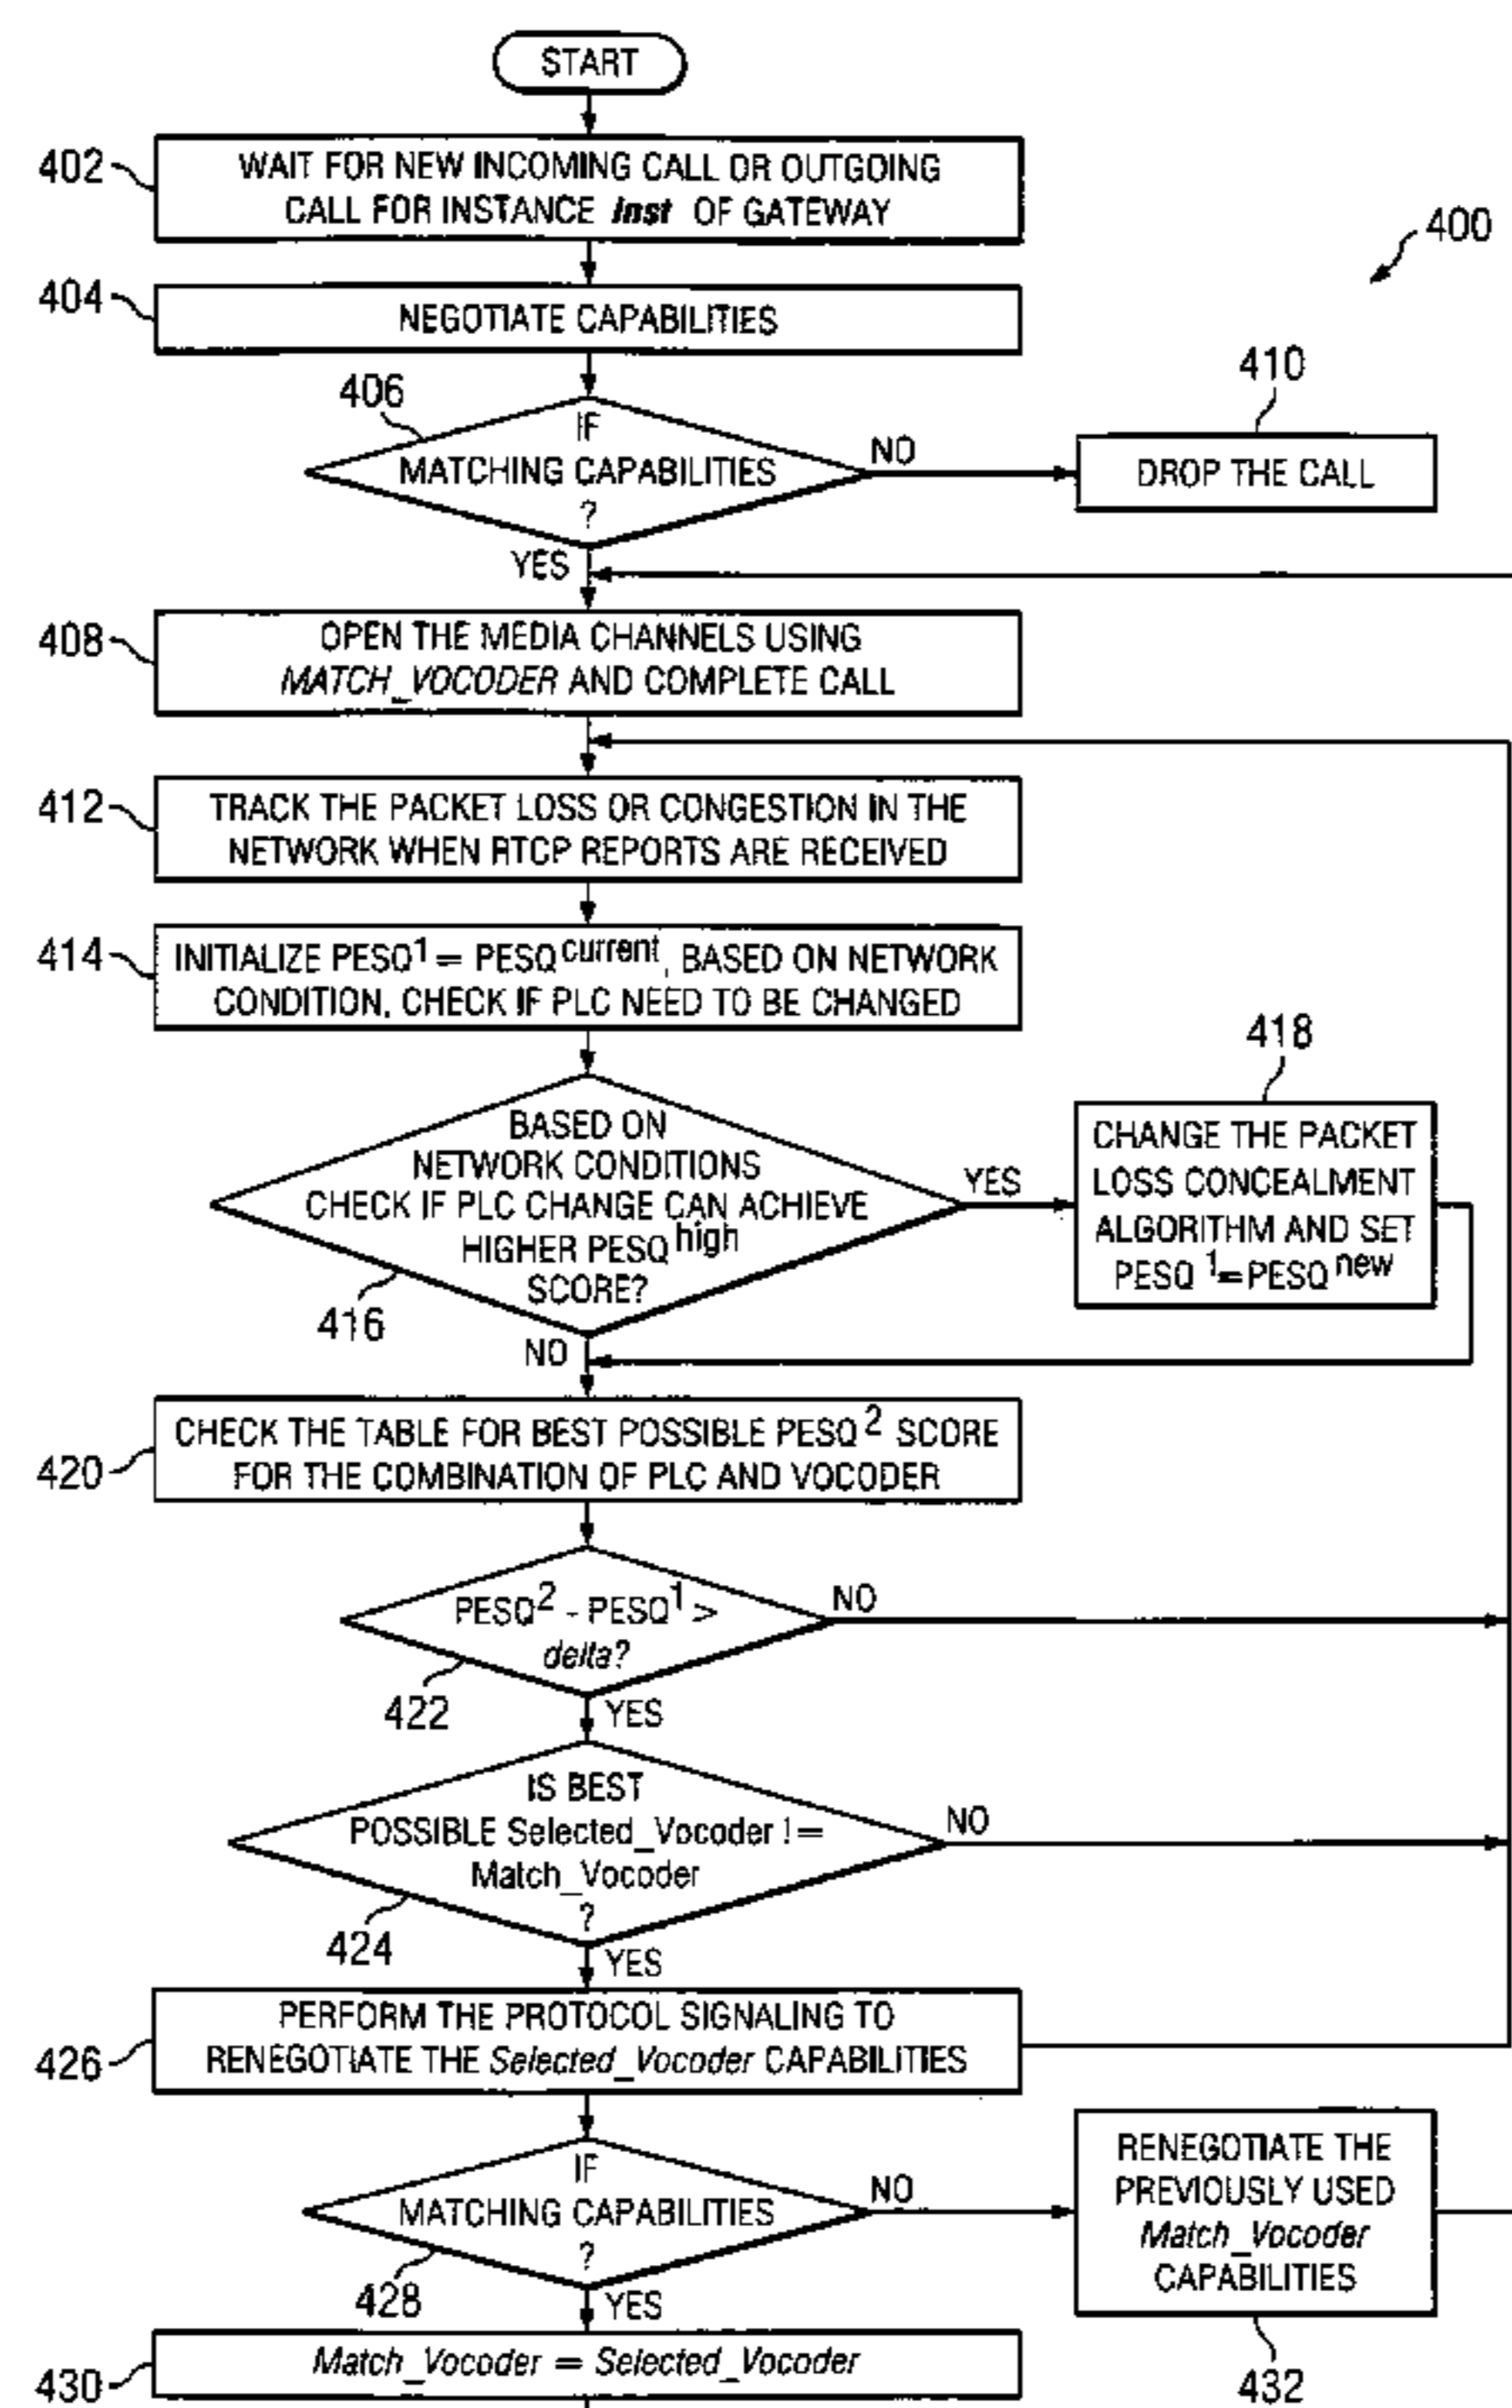 START
402
WAIT FOR NEW INCOMING CALL OR OUTGOING
CALL FOR INSTANCE Inst OF GATEWAY
400
404
NEGOTIATE CAPABILITIES
406
IF
MATCHING CAPABILITIES
?
NO
410
DROP THE CALL
YES
408
OPEN THE MEDIA CHANNELS USING
MATCH_VOCODER AND COMPLETE CALL
412
TRACK THE PACKET LOSS OR CONGESTION IN THE
NETWORK WHEN RTCP REPORTS ARE RECEIVED
414
INITIALIZE PESQ1 = PESQcurrent, BASED ON NETWORK
CONDITION, CHECK IF PLC NEED TO BE CHANGED
BASED ON
NETWORK CONDITIONS
CHECK IF PLC CHANGE CAN ACHIEVE
HIGHER PESQhigh
SCORE?
416
YES
418
CHANGE THE PACKET
LOSS CONCEALMENT
ALGORITHM AND SET
PESQ 1=PESQ new
NO
420
CHECK THE TABLE FOR BEST POSSIBLE PESQ2 SCORE
FOR THE COMBINATION OF PLC AND VOCODER
PESQ2 - PESQ1 >
delta?
422
NO
YES
IS BEST
POSSIBLE Selected_Vocoder !=
Match_Vocoder
?
424
NO
YES
426
PERFORM THE PROTOCOL SIGNALING TO
RENEGOTIATE THE Selected_Vocoder CAPABILITIES
IF
MATCHING CAPABILITIES
?
428
NO
RENEGOTIATE THE
PREVIOUSLY USED
Match_Vocoder
CAPABILITIES
432
YES
430
Match_Vocoder = Selected_Vocoder